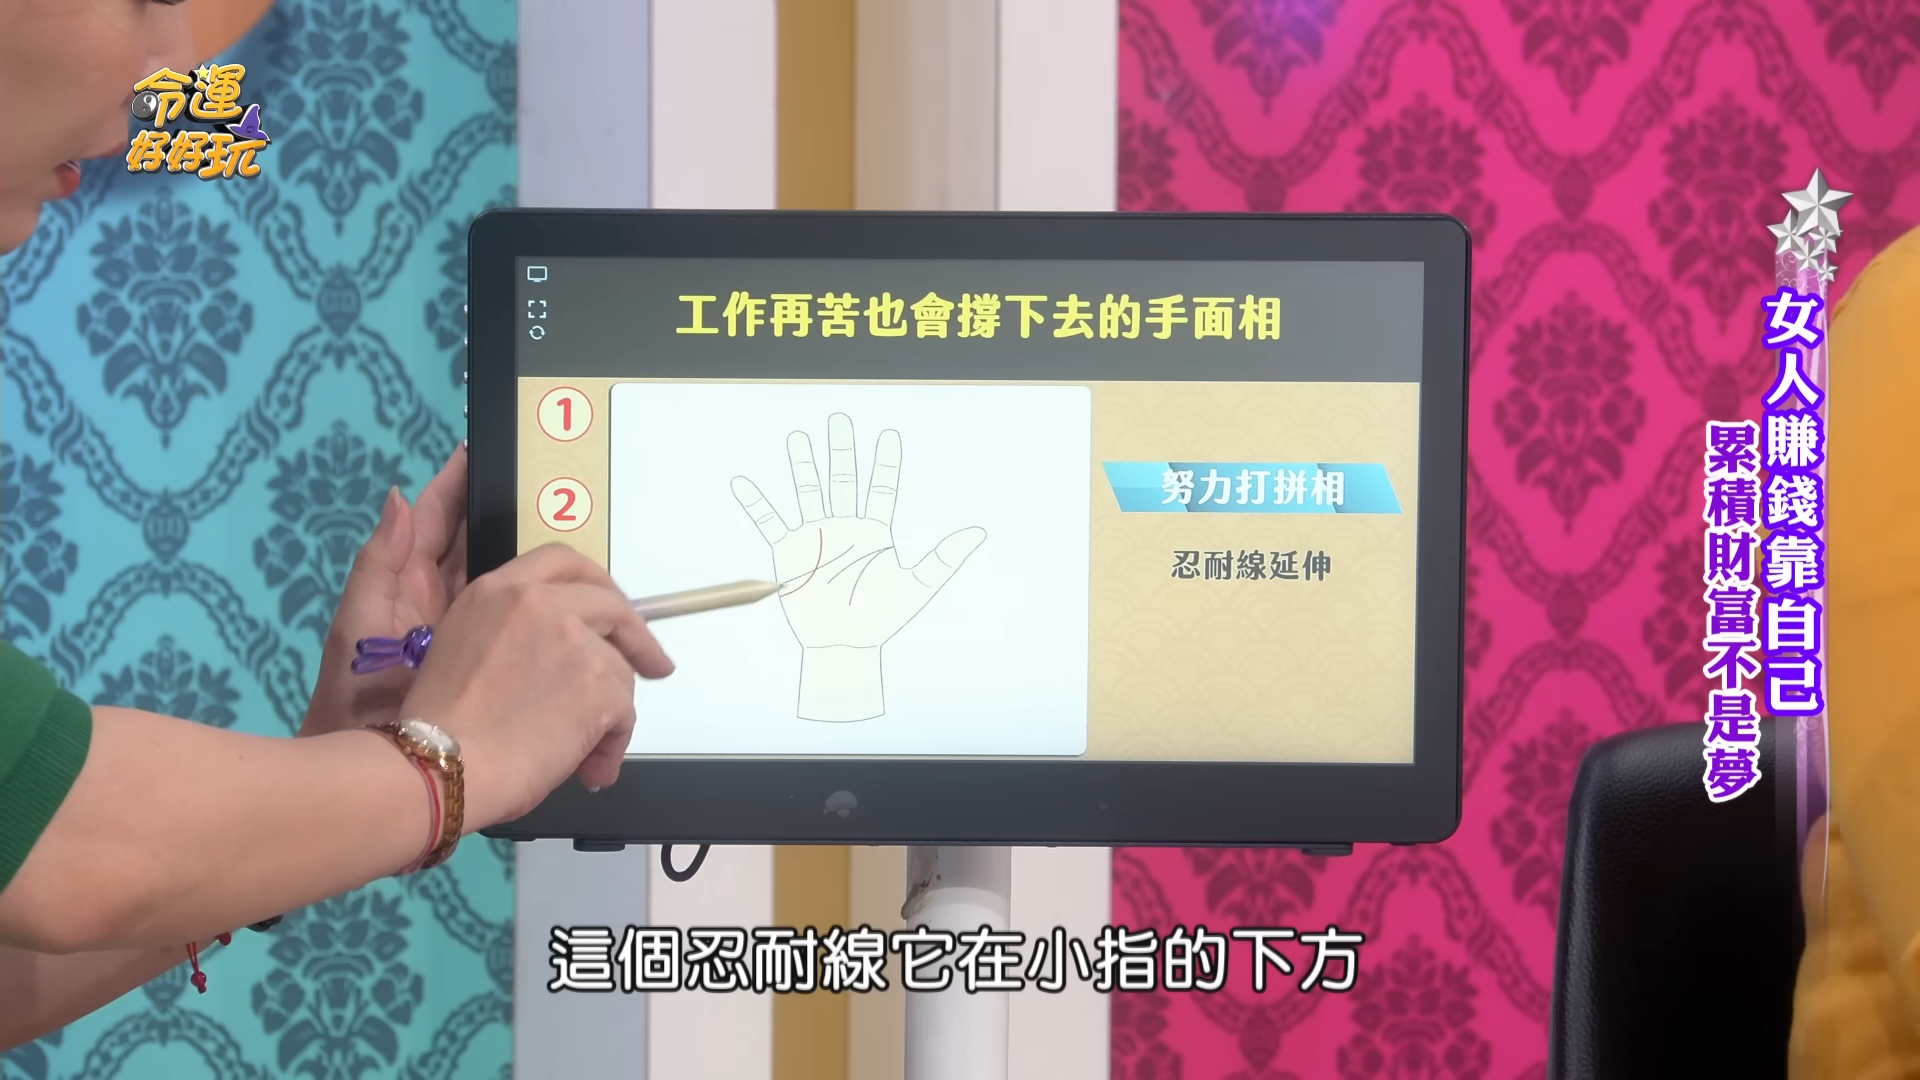 命運
好好玩
工作再苦也會撐下去的手面相
1
2
努力打拼相
忍耐線延伸
女人賺錢靠自己
累積財富不是夢
這個忍耐線它在小指的下方